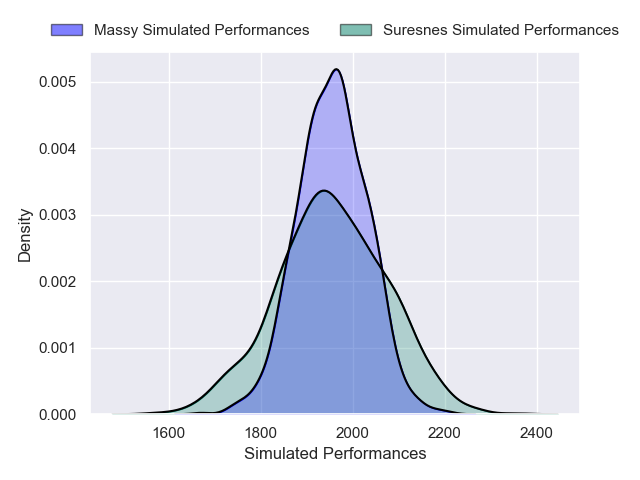 Massy Simulated Performances Suresnes Simulated Performances
0.005
0.004
0.003
0.002
0.001
0.000
Density
1600 1800 2000 2200 2400
Simulated Performances